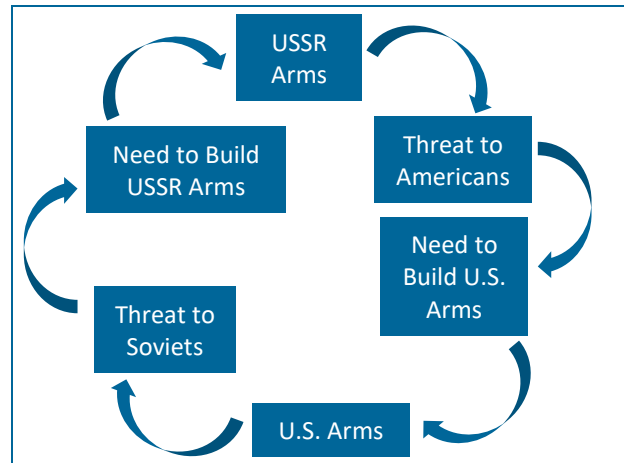 USSR
Arms
Threat to
Americans
Need to
Build U.S.
Arms
U.S. Arms
Threat to
Soviets
Need to Build
USSR Arms